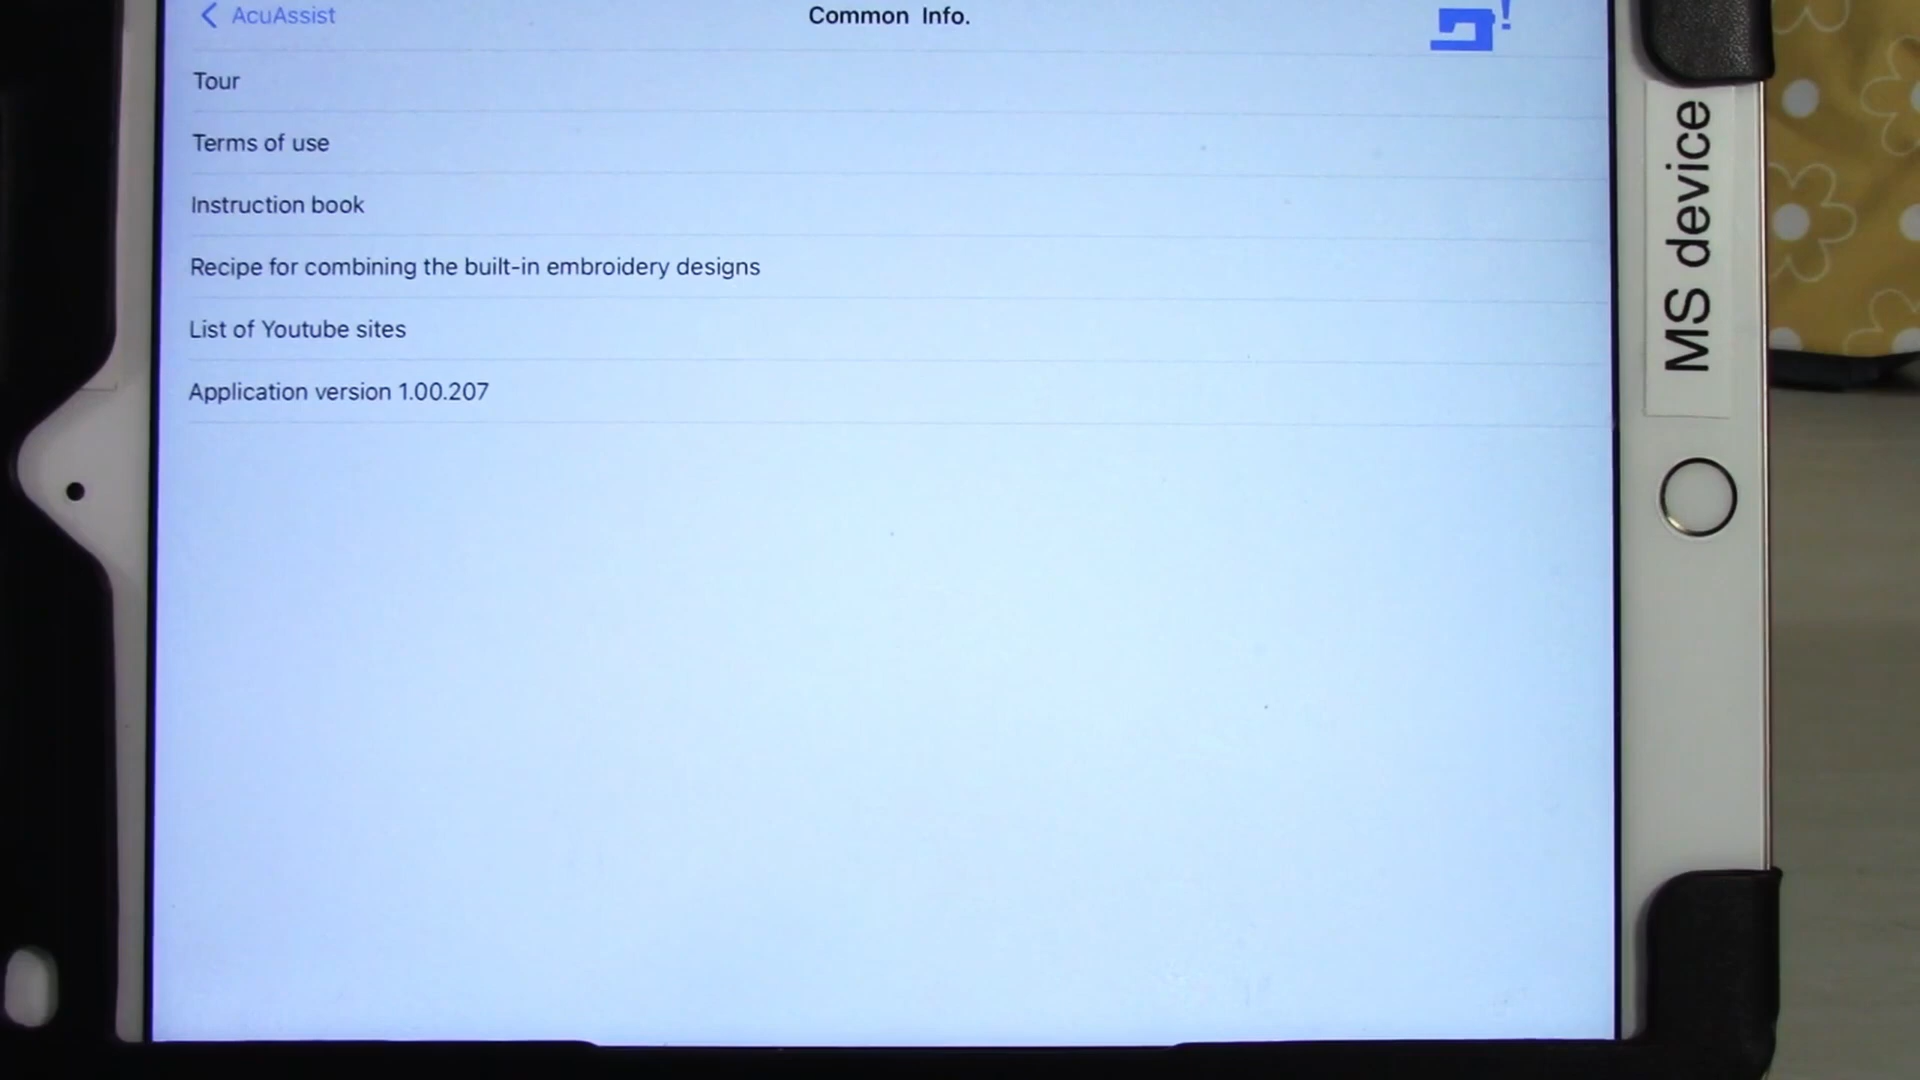 AcuAssist
Common Info.
Tour
Terms of use
Instruction book
Recipe for combining the built-in embroidery designs
List of Youtube sites
Application version 1.00.207
MS device